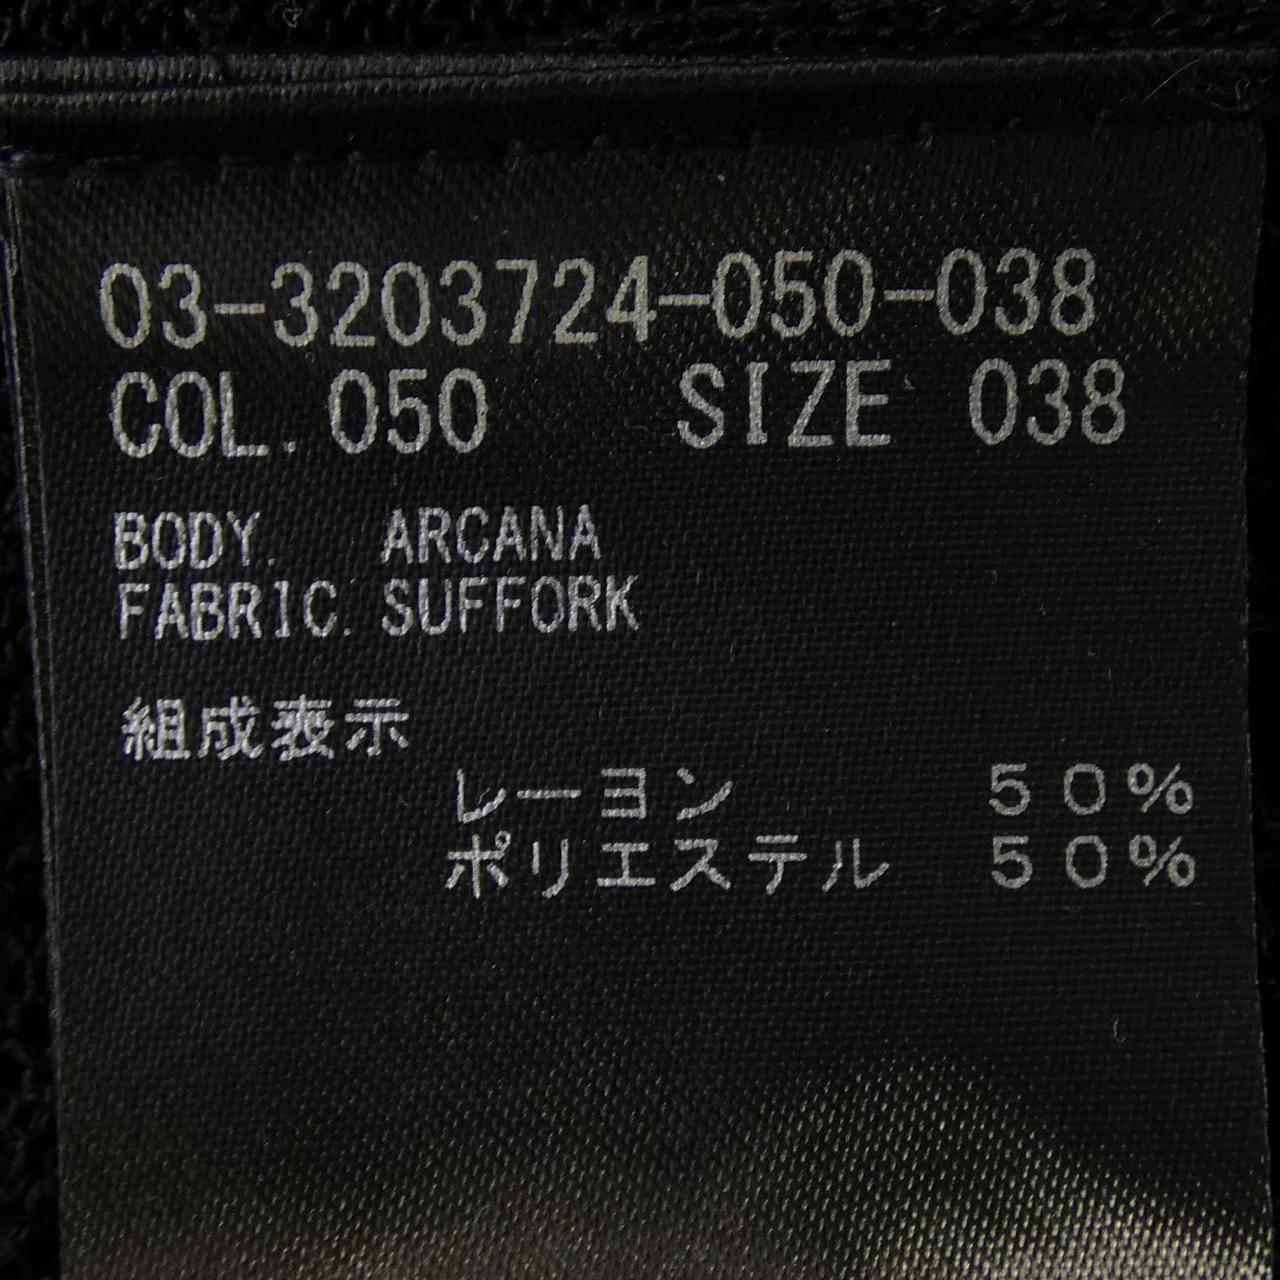 03-3203724-050-038
COL. 050 SIZE 038
BODY. ARCANA
FABRIC. SUFFORK
組成表示
レーヨン 50%
ポリエステル 50%